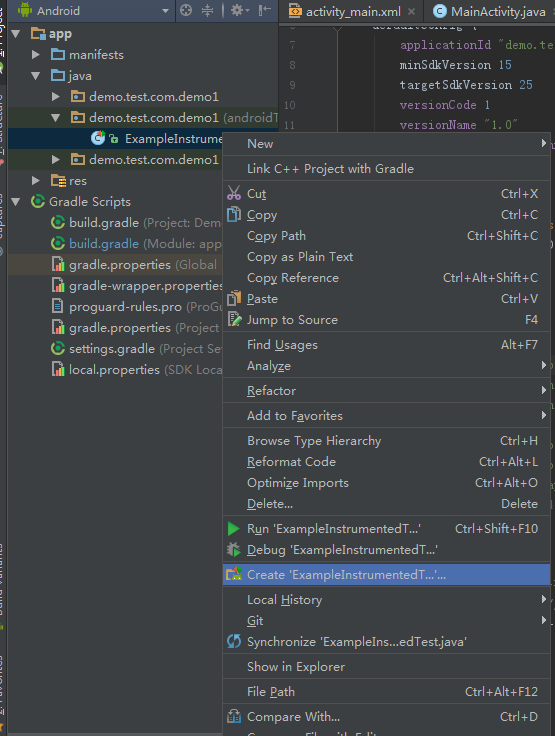 Android
activity_main.xml
MainActivity.java
app
manifests
java
demo.test.com.demo1
demo.test.com.demo1 (androidT
ExampleInstrume
demo.test.com.demo1
res
Gradle Scripts
build.gradle (Project: Dem
build.gradle (Module: app
gradle.properties (Global
gradle-wrapper.properties
proguard-rules.pro (ProGu
gradle.properties (Project
settings.gradle (Project Se
local.properties (SDK Loca
7 applicationId "demo.te
8 minSdkVersion 15
9 targetSdkVersion 25
10 versionCode 1
11 versionName "1.0"
New
Link C++ Project with Gradle
Cut Ctrl+X
Copy Ctrl+C
Copy Path Ctrl+Shift+C
Copy as Plain Text
Copy Reference Ctrl+Alt+Shift+C
Paste Ctrl+V
Jump to Source F4
Find Usages Alt+F7
Analyze
Refactor
Add to Favorites
Browse Type Hierarchy Ctrl+H
Reformat Code Ctrl+Alt+L
Optimize Imports Ctrl+Alt+O
Delete... Delete
Run 'ExampleInstrumentedT...' Ctrl+Shift+F10
Debug 'ExampleInstrumentedT...'
Create 'ExampleInstrumentedT...'...
Local History
Git
Synchronize 'ExampleIns...edTest.java'
Show in Explorer
File Path Ctrl+Alt+F12
Compare With... Ctrl+D